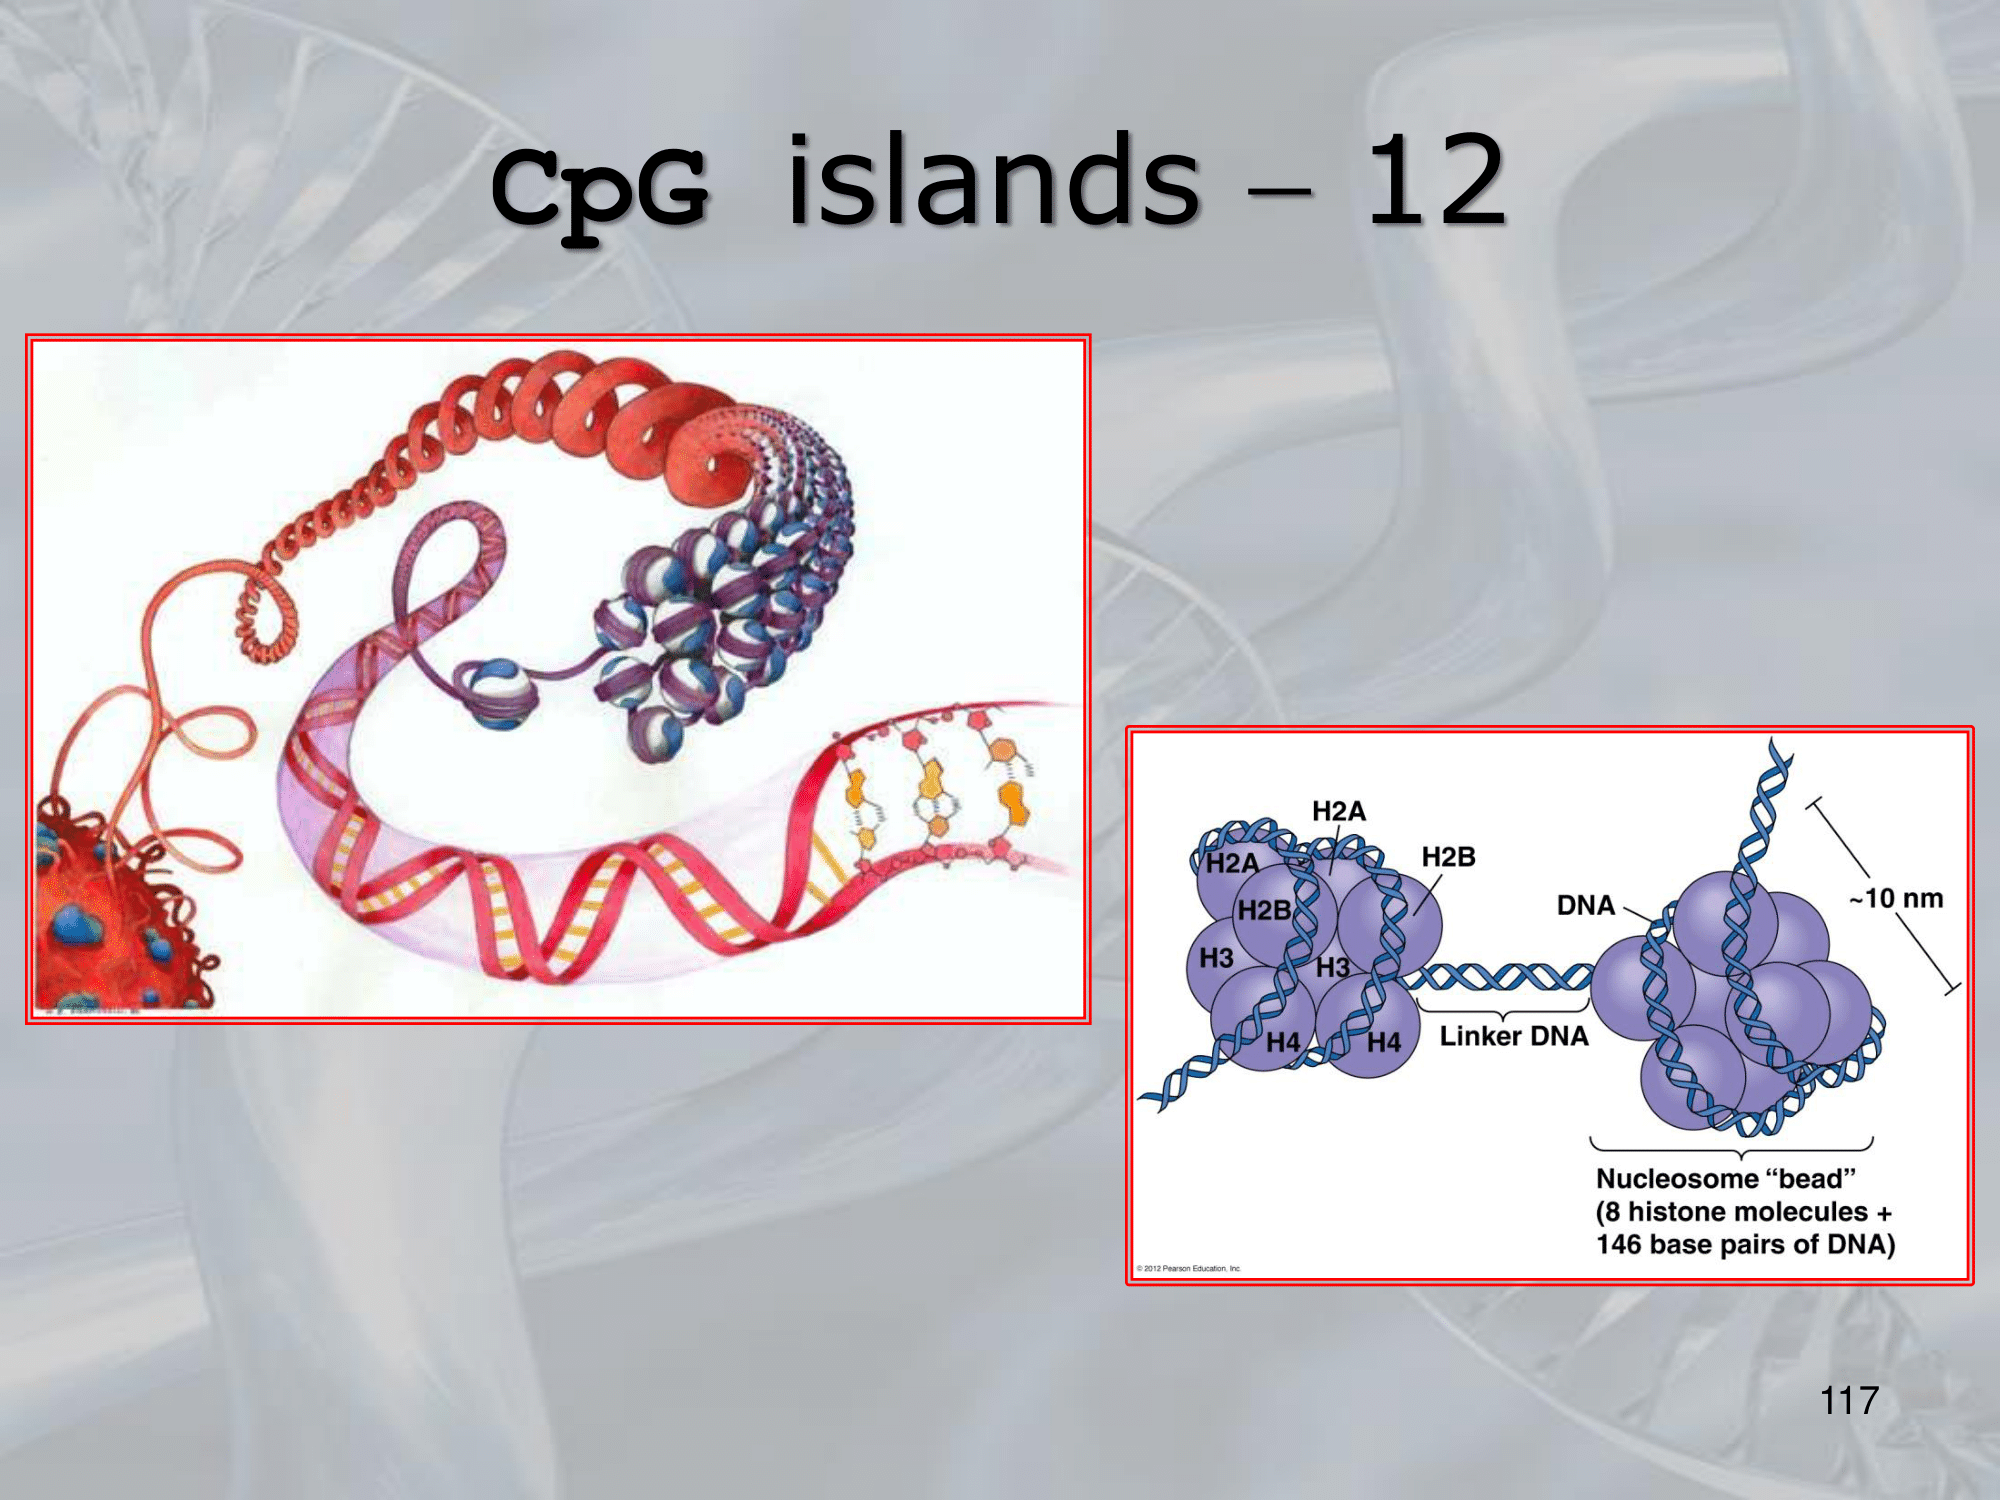 CpG islands – 12
H2A
H2A
H2B
H2B
H3
H3
H4
H4
DNA
Linker DNA
~10 nm
Nucleosome “bead”
(8 histone molecules +
146 base pairs of DNA)
© 2012 Pearson Education, Inc.
117